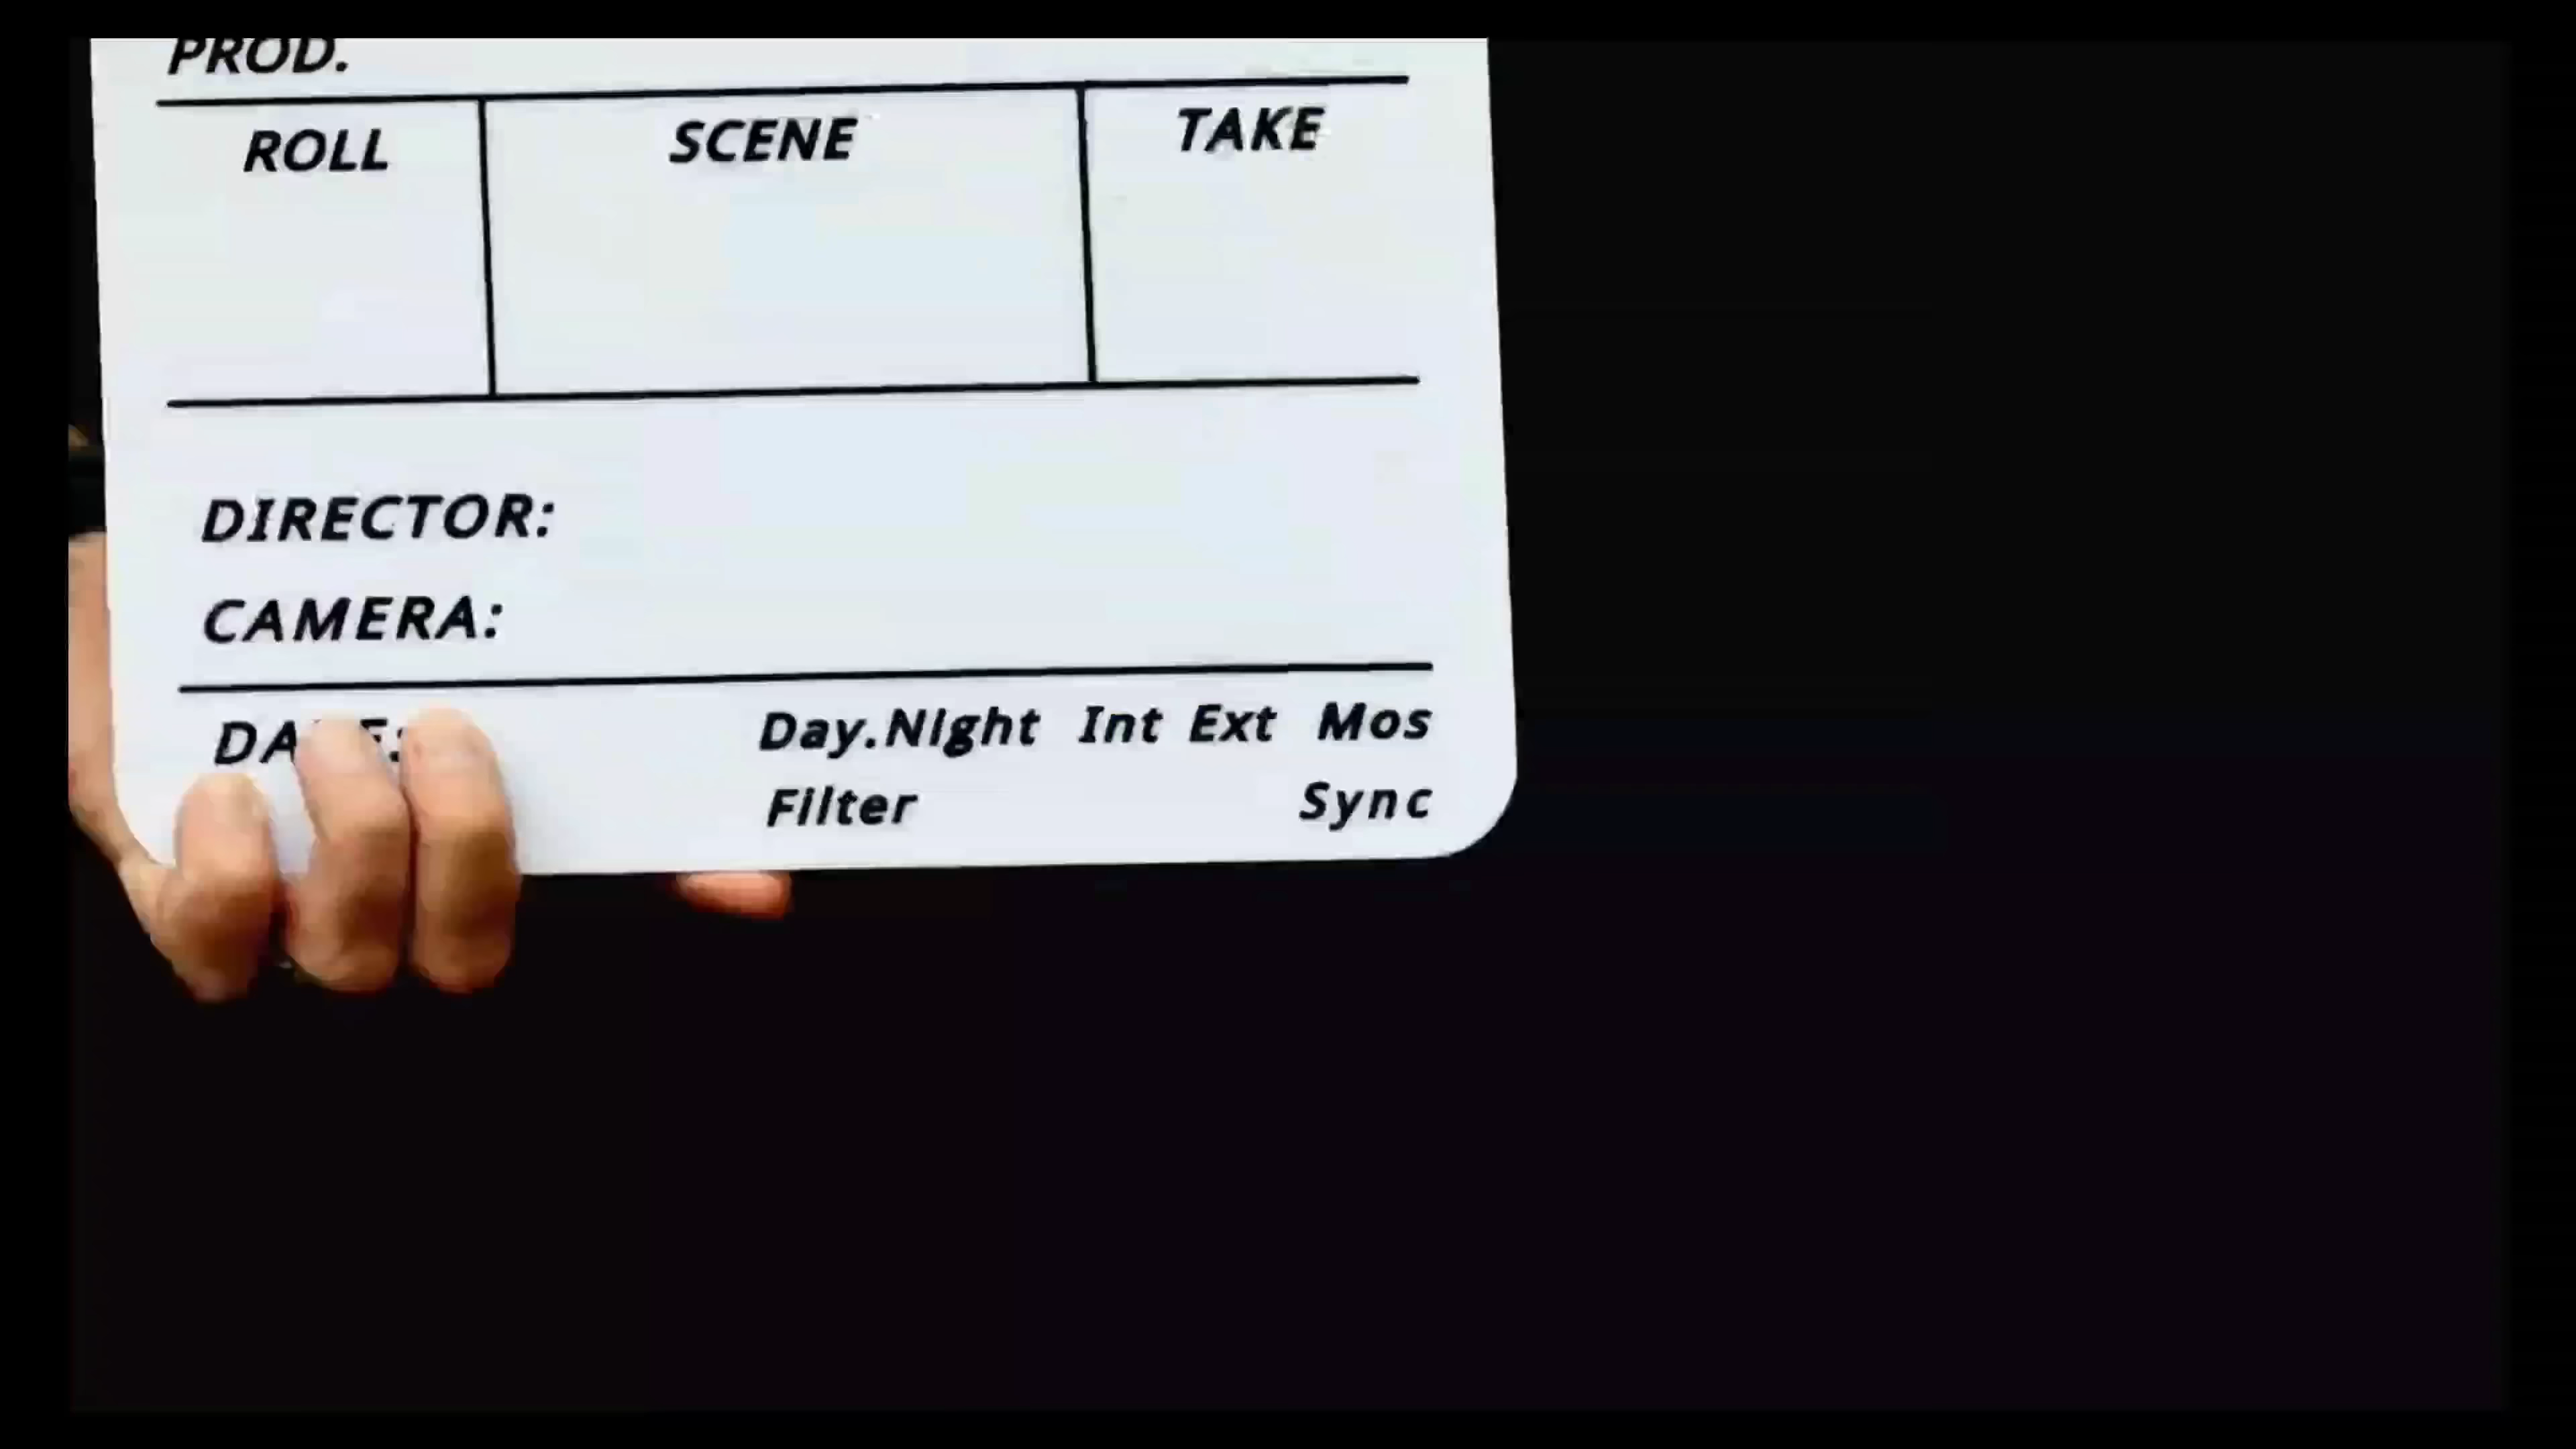 PROD.
ROLL SCENE TAKE
DIRECTOR:
CAMERA:
Day.Night Int Ext Mos
Filter Sync